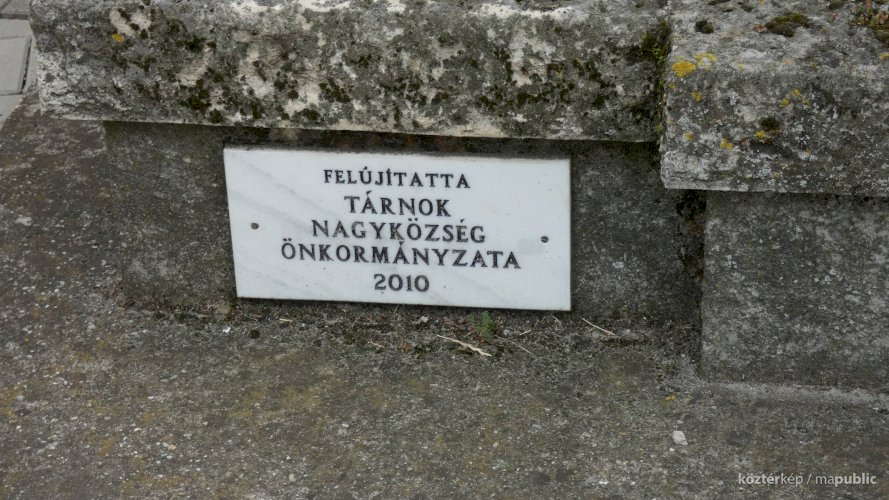 FELÚJÍTATTA
TÁRNOK
NAGYKÖZSÉG
ÖNKORMÁNYZATA
2010
köztérkép / mapublic